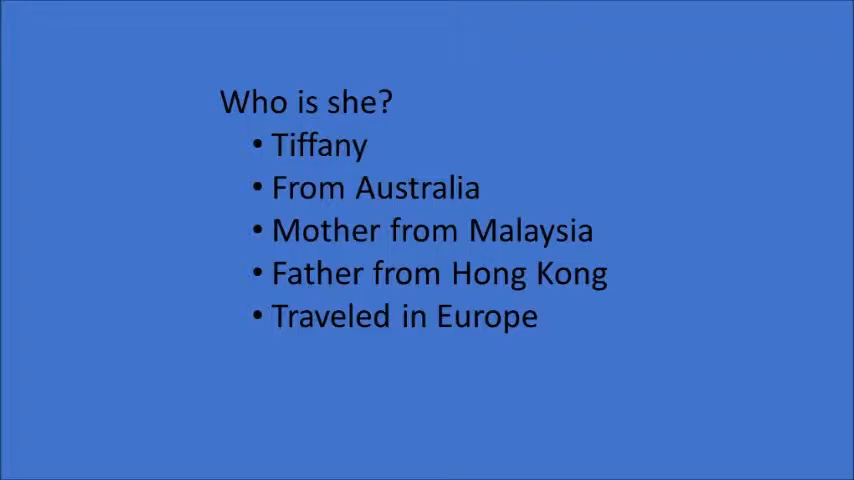 Who is she?
• Tiffany
• From Australia
• Mother from Malaysia
• Father from Hong Kong
• Traveled in Europe